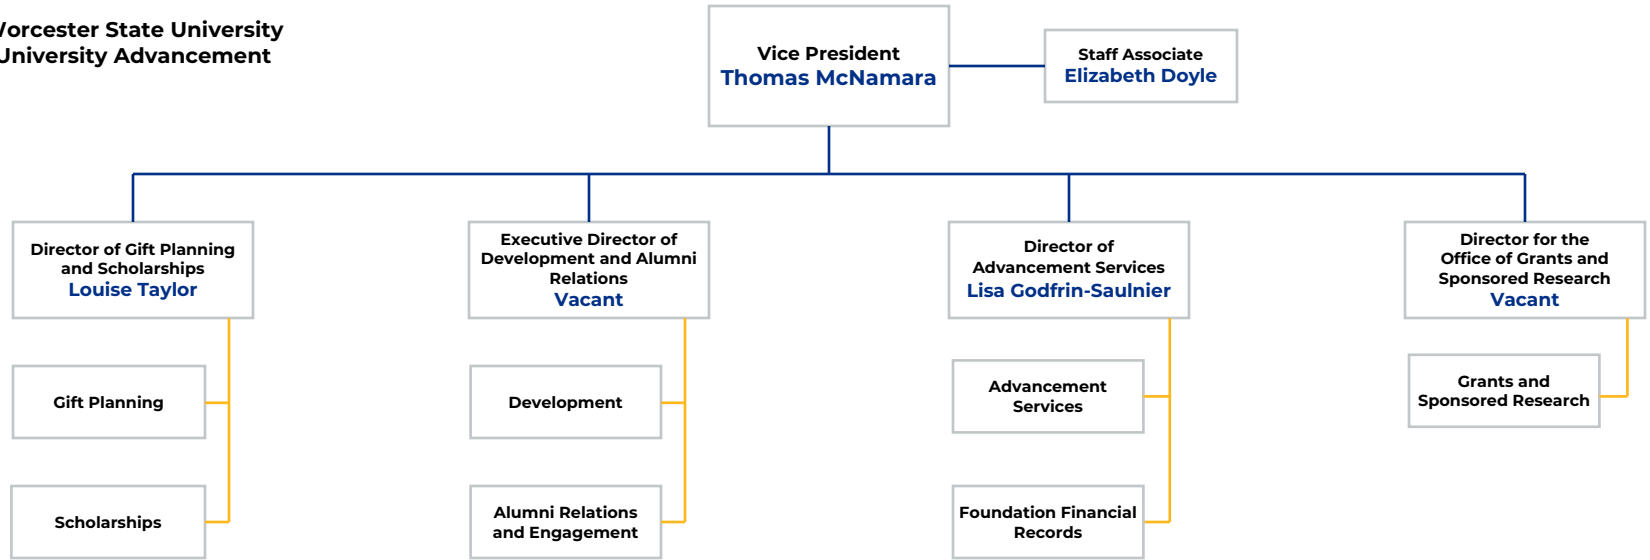 University Advancement
Worcester State University
Vice President
Thomas McNamara
Staff Associate
Elizabeth Doyle
Director of Gift Planning
and Scholarships
Louise Taylor
Executive Director of
Development and Alumni
Relations
Vacant
Director of
Advancement Services
Lisa Godfrin-Saulnier
Director for the
Office of Grants and
Sponsored Research
Vacant
Gift Planning
Scholarships
Development
Alumni Relations
and Engagement
Advancement
Services
Foundation Financial
Records
Grants and
Sponsored Research